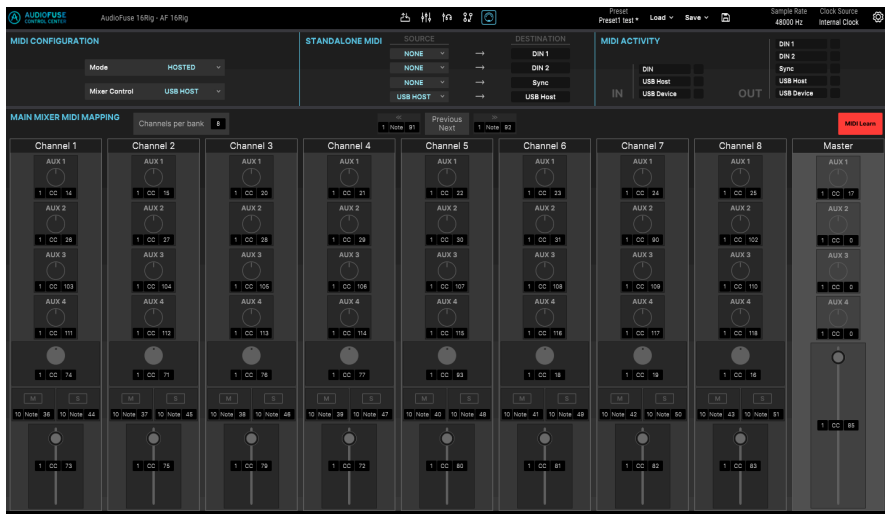 AUDIOFUSE
CONTROL CENTER
AudioFuse 16Rig - AF 16Rig
Preset
Preset1 test *
Load
Save
Sample Rate
48000 Hz
Clock Source
Internal Clock
MIDI CONFIGURATION
Mode HOSTED
Mixer Control USB HOST
STANDALONE MIDI
SOURCE DESTINATION
NONE → DIN 1
NONE → DIN 2
NONE → Sync
USB HOST → USB Host
MIDI ACTIVITY
IN
DIN
USB Host
USB Device
OUT
DIN 1
DIN 2
Sync
USB Host
USB Device
MAIN MIXER MIDI MAPPING
Channels per bank 8
<<
1 Note 91
Previous
Next
>>
1 Note 92
MIDI Learn
Channel 1 Channel 2 Channel 3 Channel 4 Channel 5 Channel 6 Channel 7 Channel 8 Master
AUX 1 AUX 1 AUX 1 AUX 1 AUX 1 AUX 1 AUX 1 AUX 1 AUX 1
1 CC 14 1 CC 15 1 CC 20 1 CC 21 1 CC 22 1 CC 23 1 CC 24 1 CC 25 1 CC 17
AUX 2 AUX 2 AUX 2 AUX 2 AUX 2 AUX 2 AUX 2 AUX 2 AUX 2
1 CC 26 1 CC 27 1 CC 28 1 CC 29 1 CC 30 1 CC 31 1 CC 90 1 CC 102 1 CC 0
AUX 3 AUX 3 AUX 3 AUX 3 AUX 3 AUX 3 AUX 3 AUX 3 AUX 3
1 CC 103 1 CC 104 1 CC 105 1 CC 106 1 CC 107 1 CC 108 1 CC 109 1 CC 110 1 CC 0
AUX 4 AUX 4 AUX 4 AUX 4 AUX 4 AUX 4 AUX 4 AUX 4 AUX 4
1 CC 111 1 CC 112 1 CC 113 1 CC 114 1 CC 115 1 CC 116 1 CC 117 1 CC 118 1 CC 0
1 CC 74 1 CC 71 1 CC 76 1 CC 77 1 CC 93 1 CC 18 1 CC 19 1 CC 16
M S M S M S M S M S M S M S M S
10 Note 36 10 Note 44 10 Note 37 10 Note 45 10 Note 38 10 Note 46 10 Note 39 10 Note 47 10 Note 40 10 Note 48 10 Note 41 10 Note 49 10 Note 42 10 Note 50 10 Note 43 10 Note 51
1 CC 85
1 CC 73 1 CC 75 1 CC 79 1 CC 72 1 CC 80 1 CC 81 1 CC 82 1 CC 83